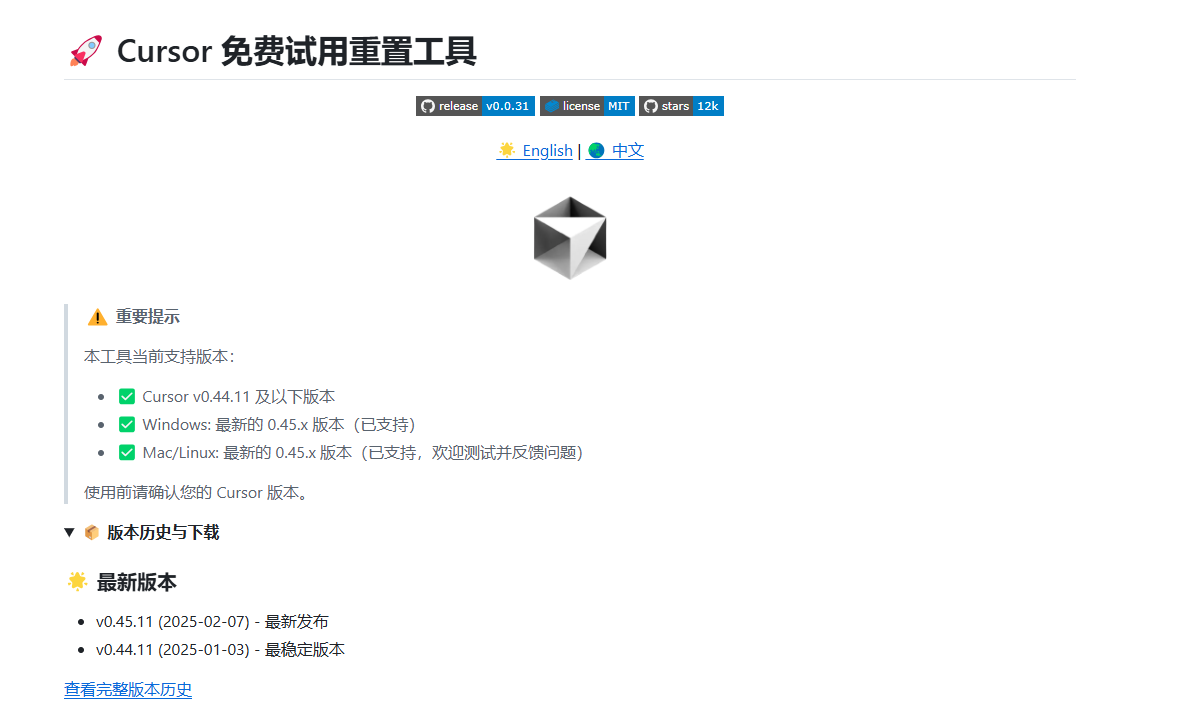 🚀 Cursor 免费试用重置工具
release v0.0.31 license MIT stars 12k
🌟 English | 🌏 中文
⚠️ 重要提示
本工具当前支持版本：
• ✅ Cursor v0.44.11 及以下版本
• ✅ Windows: 最新的 0.45.x 版本（已支持）
• ✅ Mac/Linux: 最新的 0.45.x 版本（已支持，欢迎测试并反馈问题）
使用前请确认您的 Cursor 版本。
▼ 📦 版本历史与下载
🌟 最新版本
• v0.45.11 (2025-02-07) - 最新发布
• v0.44.11 (2025-01-03) - 最稳定版本
查看完整版本历史